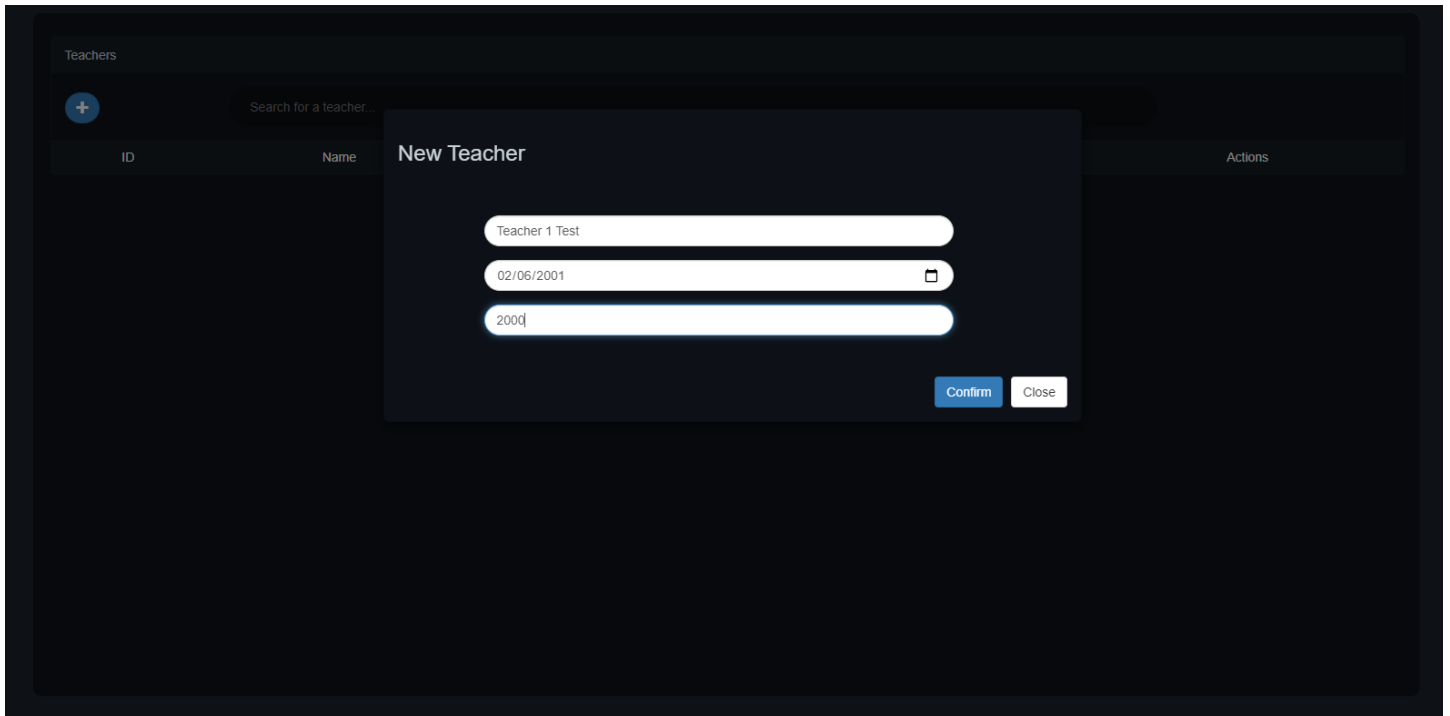 Teachers
+ Search for a teacher...
ID Name Actions
New Teacher
Teacher 1 Test
02/06/2001
2000
Confirm Close